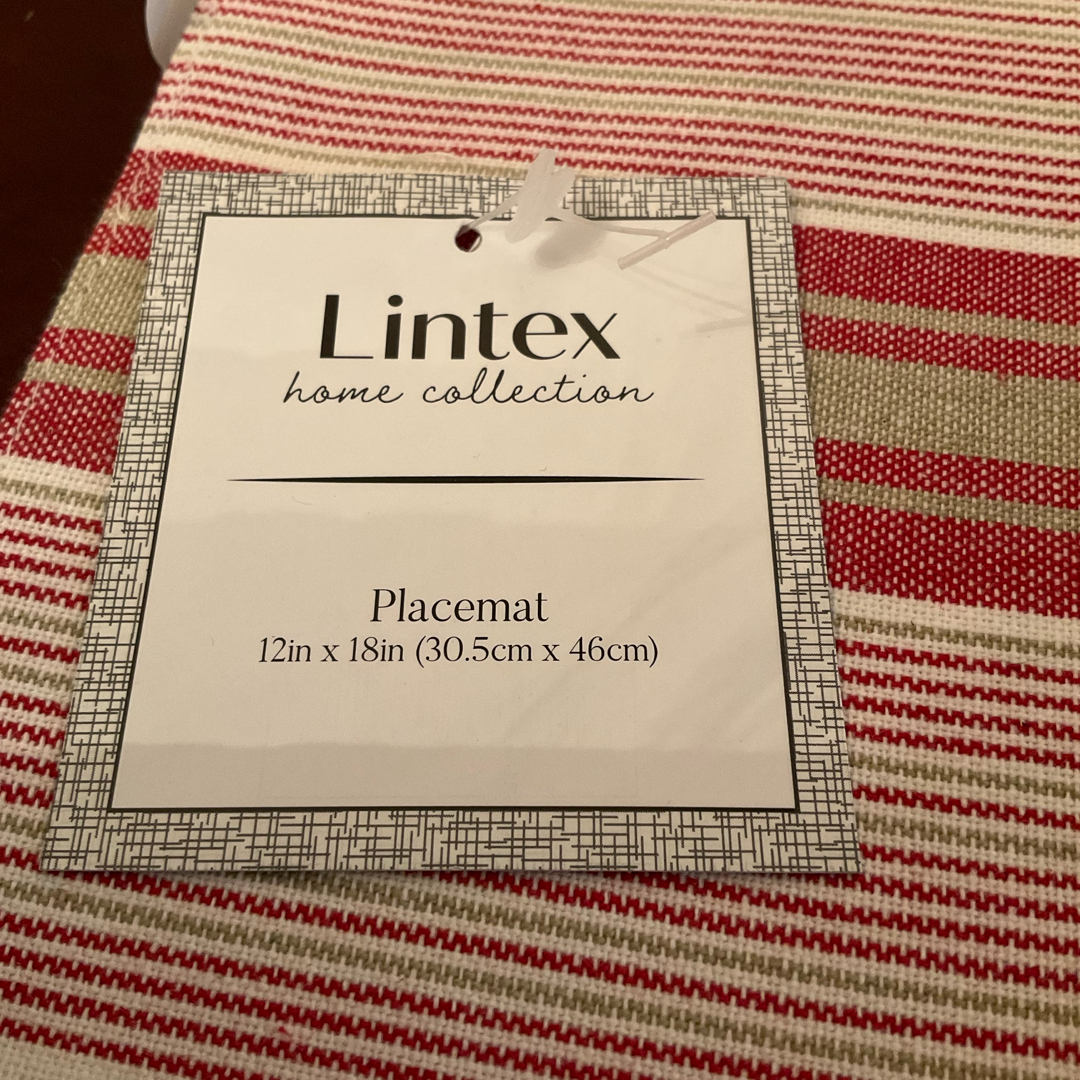 Lintex
home collection
Placemat
12in x 18in (30.5cm x 46cm)